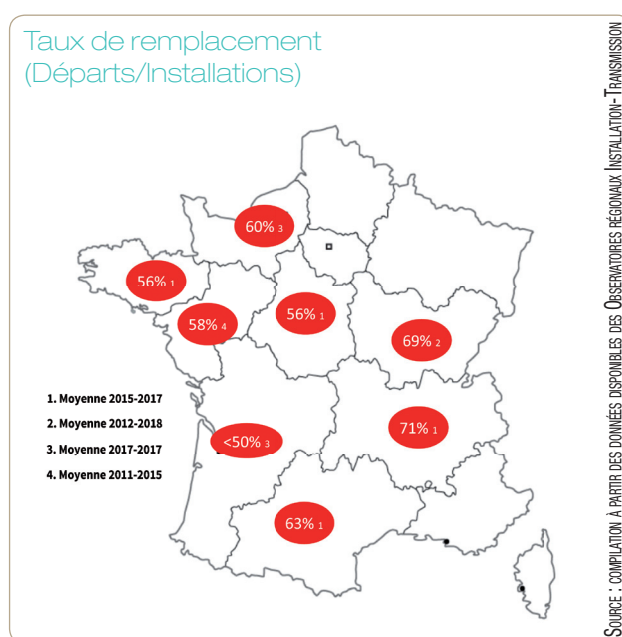 Taux de remplacement
(Départs/Installations)
60% 3
56% 1
58% 4
56% 1
69% 2
1. Moyenne 2015-2017
2. Moyenne 2012-2018
3. Moyenne 2017-2017
4. Moyenne 2011-2015
<50% 3
71% 1
63% 1
Source : compilation à partir des données disponibles des Observatoires régionaux Installation-Transmission